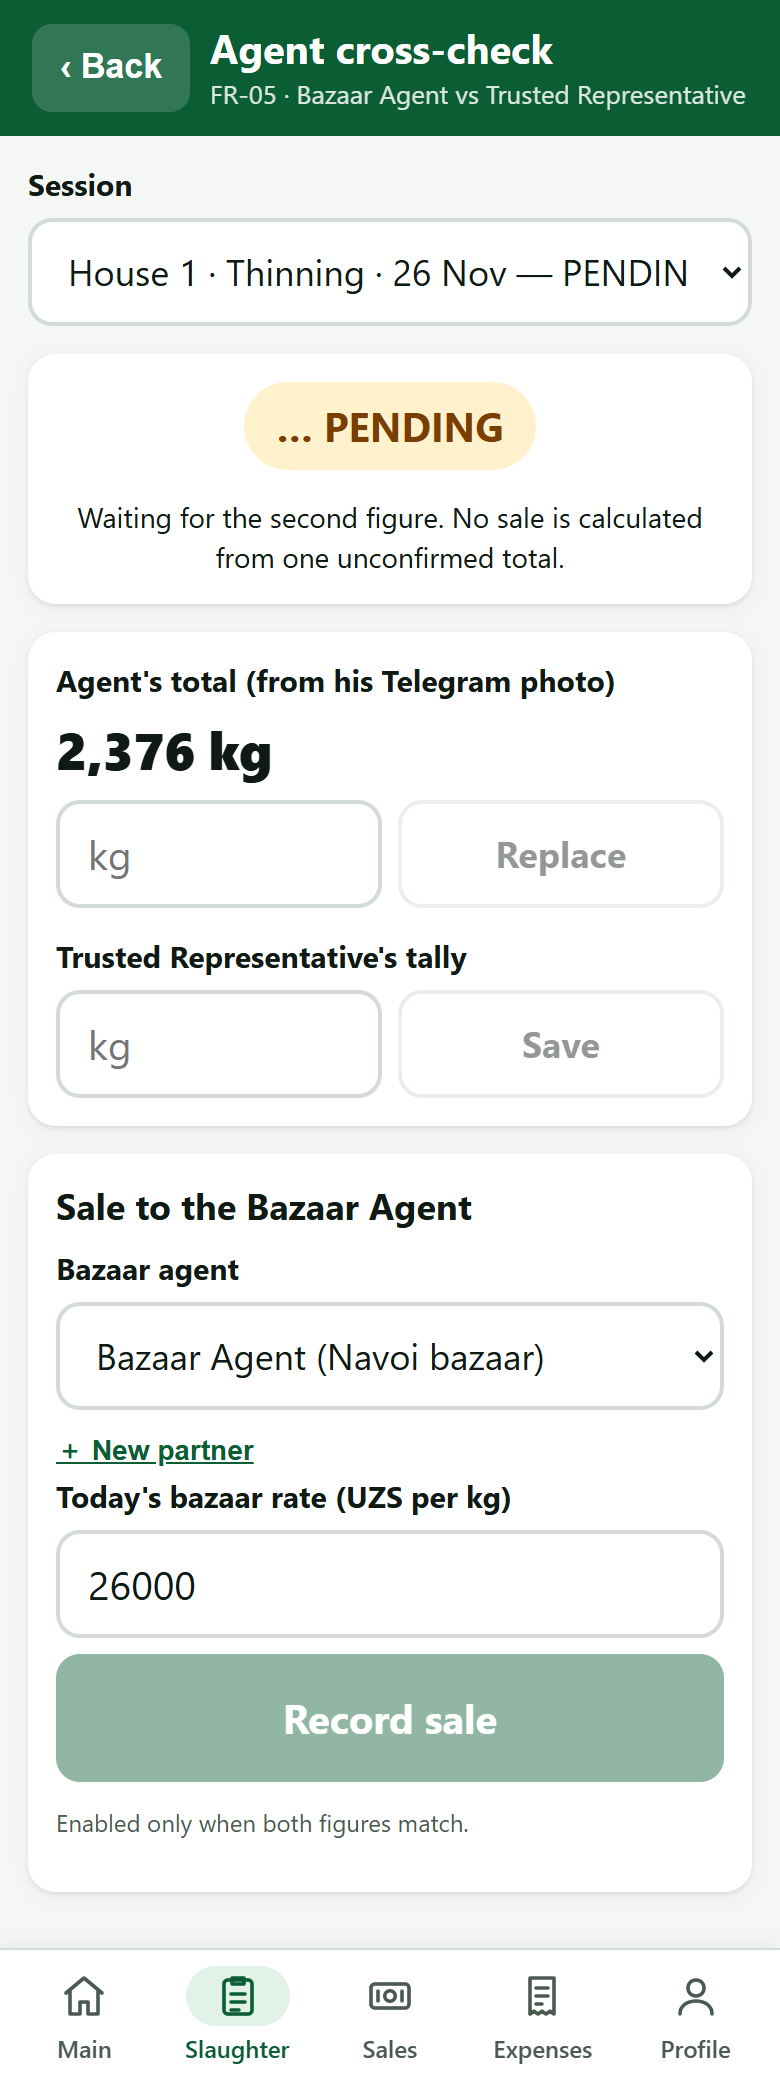 ‹ Back
Agent cross-check
FR-05 · Bazaar Agent vs Trusted Representative
Session
House 1 · Thinning · 26 Nov — PENDIN
... PENDING
Waiting for the second figure. No sale is calculated
from one unconfirmed total.
Agent's total (from his Telegram photo)
2,376 kg
kg
Replace
Trusted Representative's tally
kg
Save
Sale to the Bazaar Agent
Bazaar agent
Bazaar Agent (Navoi bazaar)
+ New partner
Today's bazaar rate (UZS per kg)
26000
Record sale
Enabled only when both figures match.
Main
Slaughter
Sales
Expenses
Profile